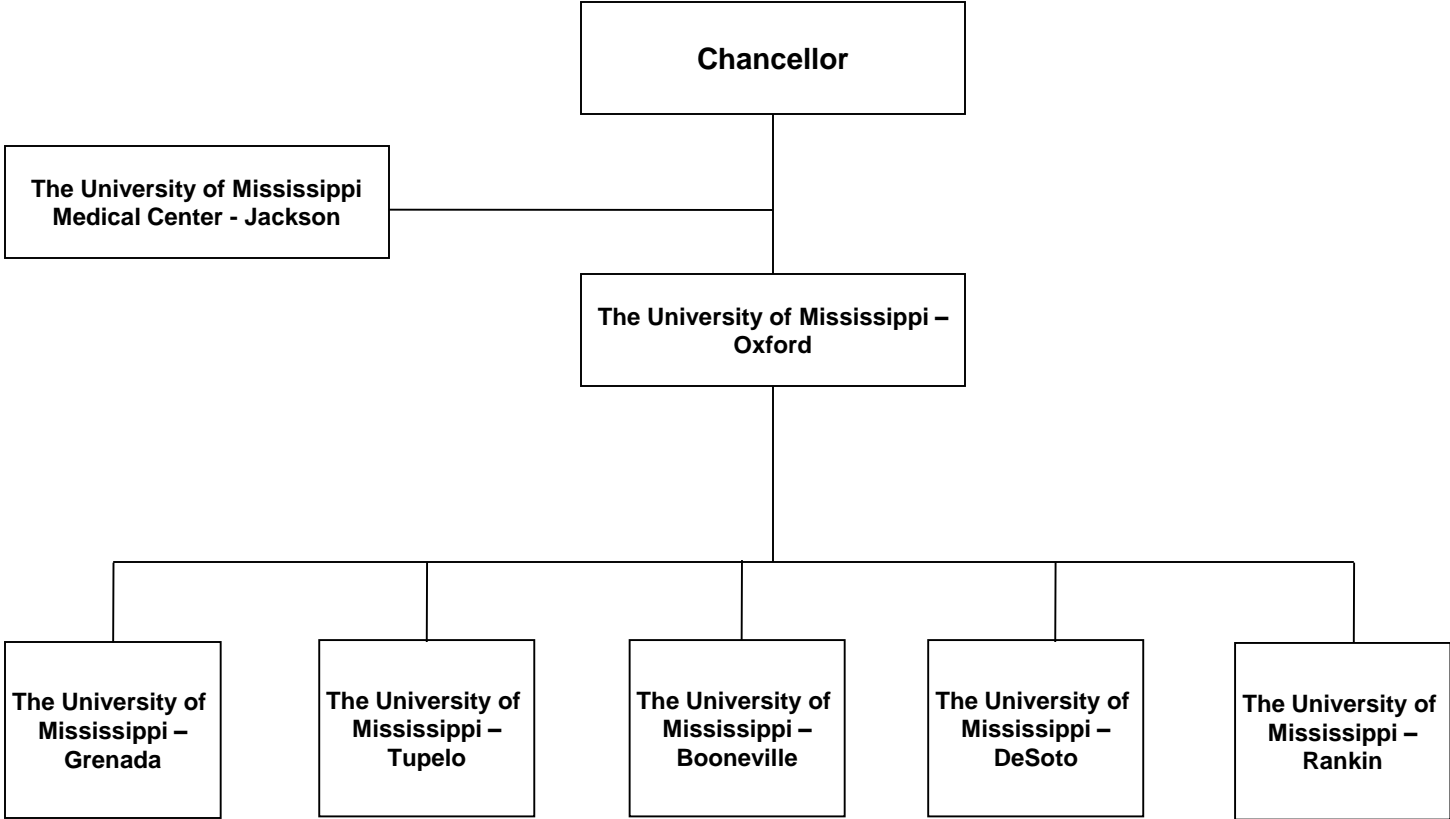 Chancellor
The University of Mississippi
Medical Center - Jackson
The University of Mississippi –
Oxford
The University of
Mississippi –
Grenada
The University of
Mississippi –
Tupelo
The University of
Mississippi –
Booneville
The University of
Mississippi –
DeSoto
The University of
Mississippi –
Rankin